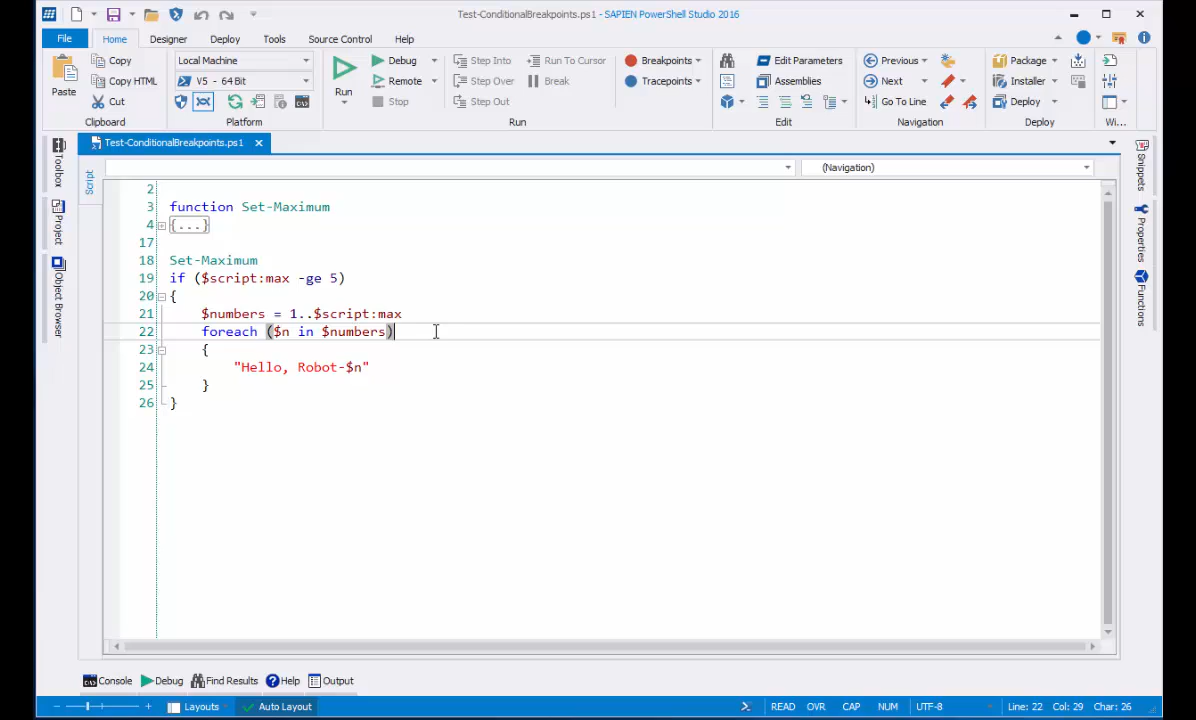 Test-ConditionalBreakpoints.ps1 - SAPIEN PowerShell Studio 2016
File Home Designer Deploy Tools Source Control Help
Paste
Copy
Copy HTML
Cut
Clipboard
Local Machine
V5 - 64 Bit
Platform
Run
Debug
Remote
Stop
Step Into
Step Over
Step Out
Run To Cursor
Break
Run
Breakpoints
Tracepoints
Edit Parameters
Assemblies
Edit
Previous
Next
Go To Line
Navigation
Package
Installer
Deploy
Deploy
Wi...
Test-ConditionalBreakpoints.ps1
Toolbox
Project
Object Browser
Script
(Navigation)
Snippets
Properties
Functions
2
3 function Set-Maximum
4 {...}
17
18 Set-Maximum
19 if ($script:max -ge 5)
20 {
21 $numbers = 1..$script:max
22 foreach ($n in $numbers)
23 {
24 "Hello, Robot-$n"
25 }
26 }
Console Debug Find Results Help Output
Layouts Auto Layout READ OVR CAP NUM UTF-8 Line: 22 Col: 29 Char: 26